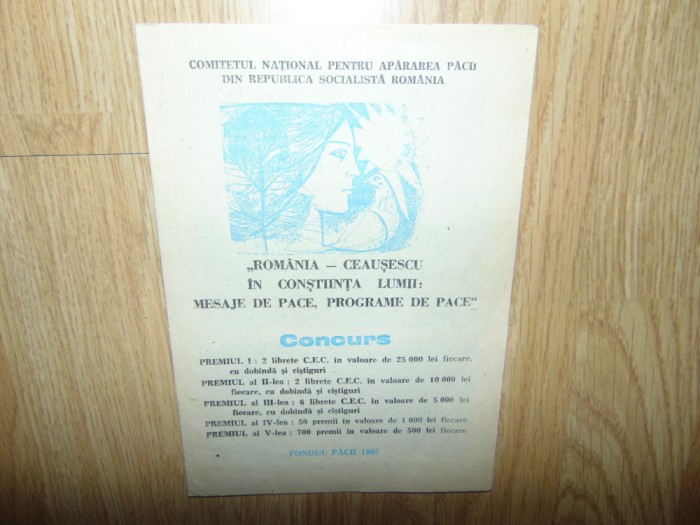 COMITETUL NAȚIONAL PENTRU APĂRAREA PĂCII
DIN REPUBLICA SOCIALISTĂ ROMÂNIA
„ROMÂNIA – CEAUȘESCU
ÎN CONȘTIINȚA LUMII:
MESAJE DE PACE, PROGRAME DE PACE“
Concurs
PREMIUL I : 2 librete C.E.C. în valoare de 25 000 lei fiecare,
cu dobîndă și cîștiguri
PREMIUL al II-lea : 2 librete C.E.C. în valoare de 10 000 lei
fiecare, cu dobîndă și cîștiguri
PREMIUL al III-lea : 6 librete C.E.C. în valoare de 5 000 lei
fiecare, cu dobîndă și cîștiguri
PREMIUL al IV-lea : 50 premii în valoare de 1 000 lei fiecare
PREMIUL al V-lea : 700 premii în valoare de 500 lei fiecare
FONDUL PĂCII 1987